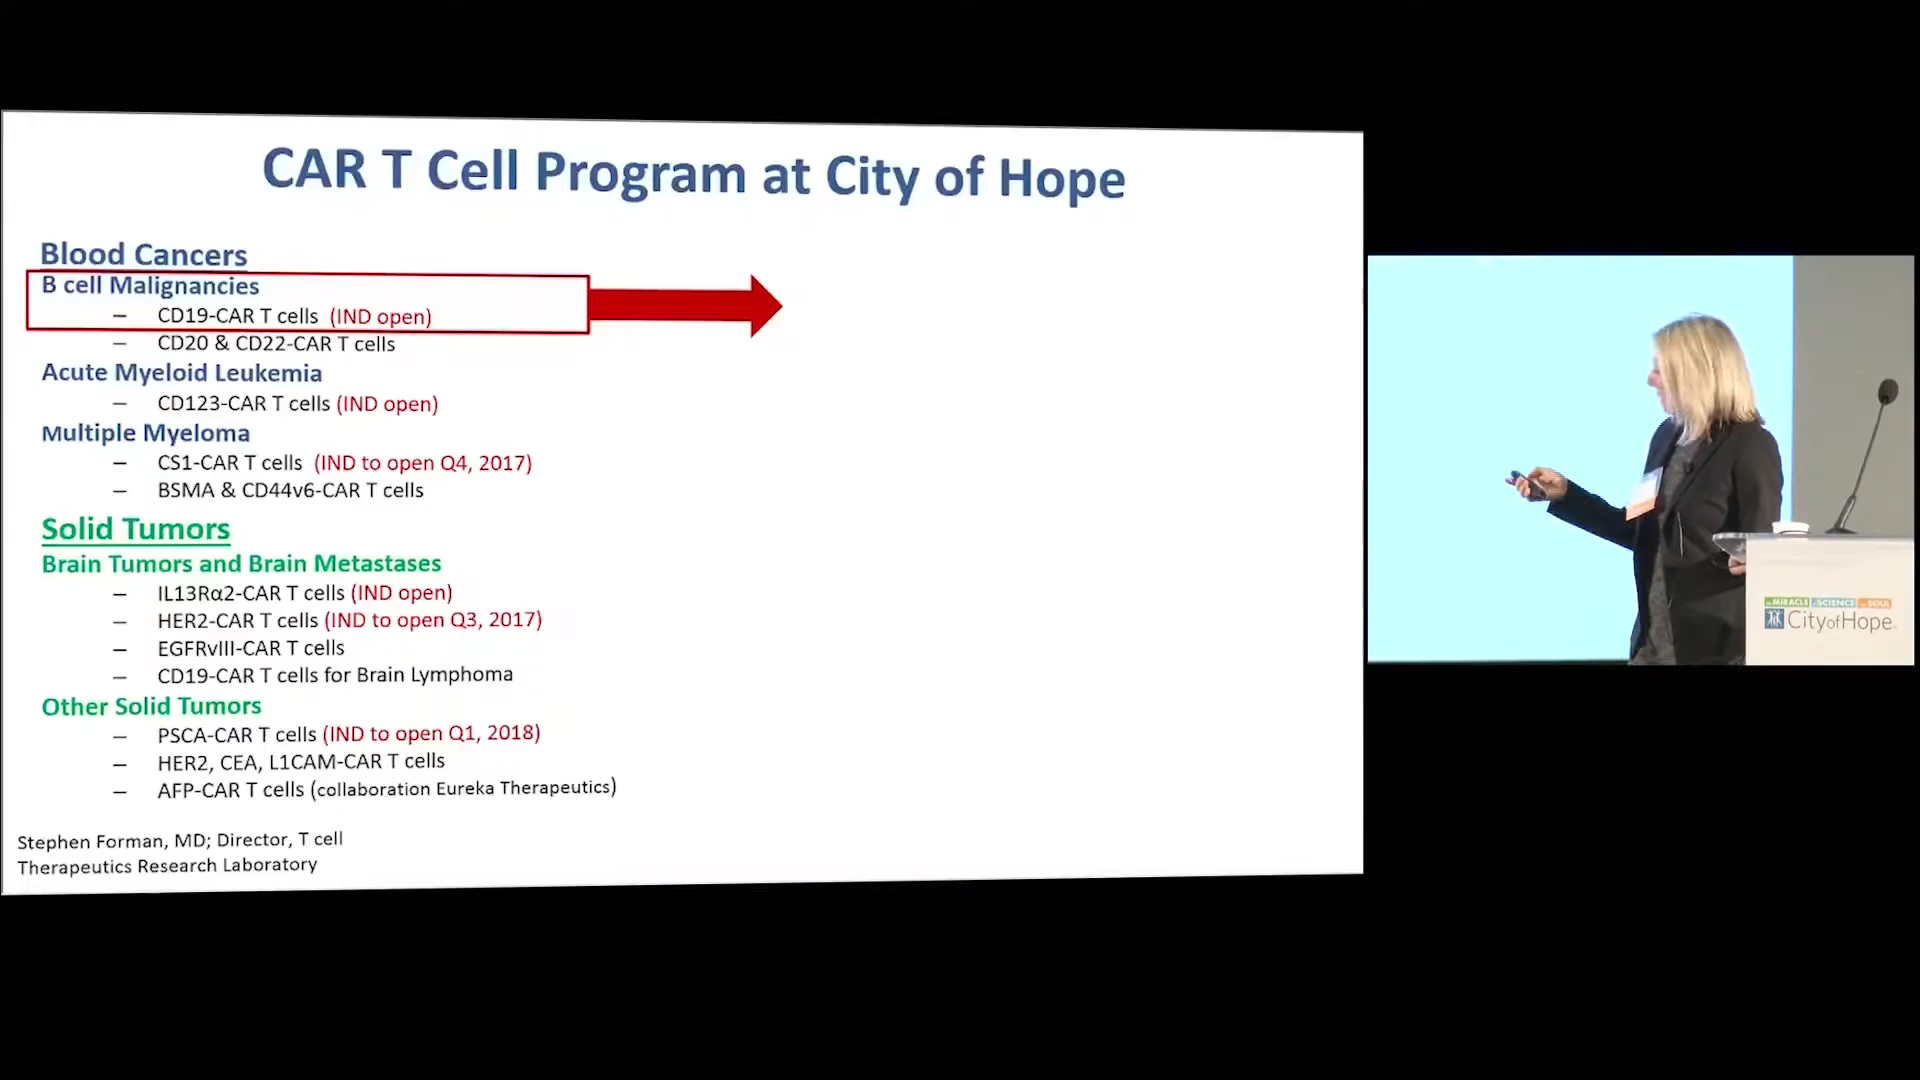 CAR T Cell Program at City of Hope
Blood Cancers
B cell Malignancies
– CD19-CAR T cells (IND open)
– CD20 & CD22-CAR T cells
Acute Myeloid Leukemia
– CD123-CAR T cells (IND open)
Multiple Myeloma
– CS1-CAR T cells (IND to open Q4, 2017)
– BSMA & CD44v6-CAR T cells
Solid Tumors
Brain Tumors and Brain Metastases
– IL13Rα2-CAR T cells (IND open)
– HER2-CAR T cells (IND to open Q3, 2017)
– EGFRvIII-CAR T cells
– CD19-CAR T cells for Brain Lymphoma
Other Solid Tumors
– PSCA-CAR T cells (IND to open Q1, 2018)
– HER2, CEA, L1CAM-CAR T cells
– AFP-CAR T cells (collaboration Eureka Therapeutics)
Stephen Forman, MD; Director, T cell
Therapeutics Research Laboratory
MIRACLE SCIENCE SOUL
CityofHope